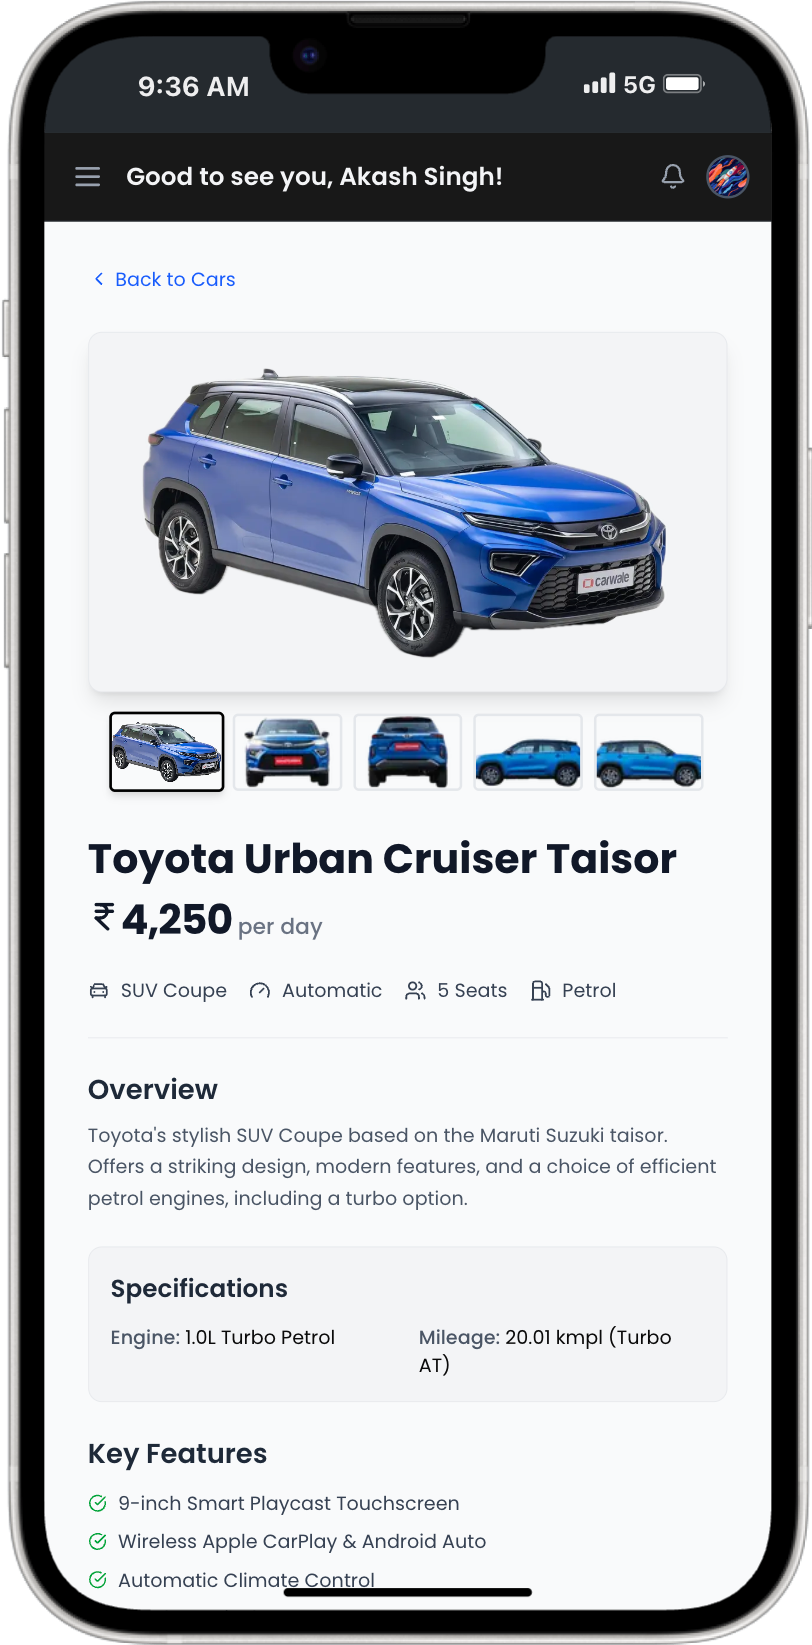 9:36 AM
5G
Good to see you, Akash Singh!
Back to Cars
carwale
Toyota Urban Cruiser Taisor
₹4,250 per day
SUV Coupe Automatic 5 Seats Petrol
Overview
Toyota's stylish SUV Coupe based on the Maruti Suzuki taisor.
Offers a striking design, modern features, and a choice of efficient
petrol engines, including a turbo option.
Specifications
Engine: 1.0L Turbo Petrol
Mileage: 20.01 kmpl (Turbo
AT)
Key Features
9-inch Smart Playcast Touchscreen
Wireless Apple CarPlay & Android Auto
Automatic Climate Control